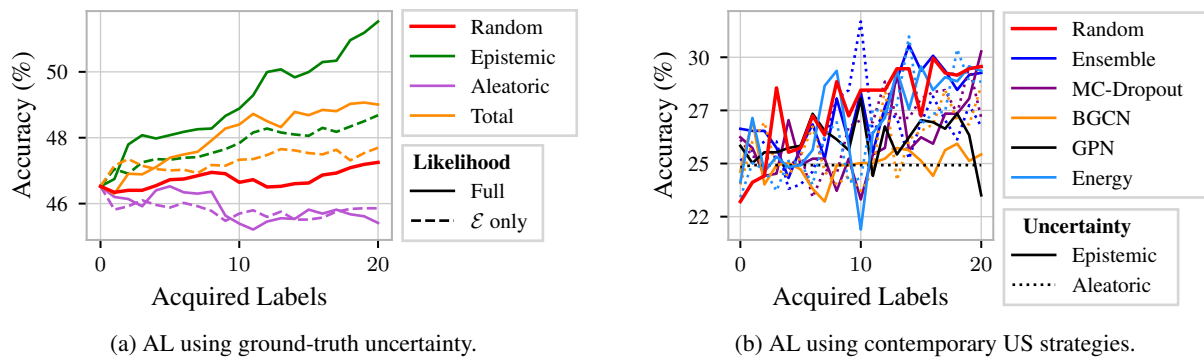 Accuracy (%)
50
48
46
0
10
20
Acquired Labels
Random
Epistemic
Aleatoric
Total
Likelihood
Full
ℰ only
(a) AL using ground-truth uncertainty.
Accuracy (%)
30
27
25
22
0
5
10
15
20
Acquired Labels
Random
Ensemble
MC-Dropout
BGCN
GPN
Energy
Uncertainty
Epistemic
Aleatoric
(b) AL using contemporary US strategies.